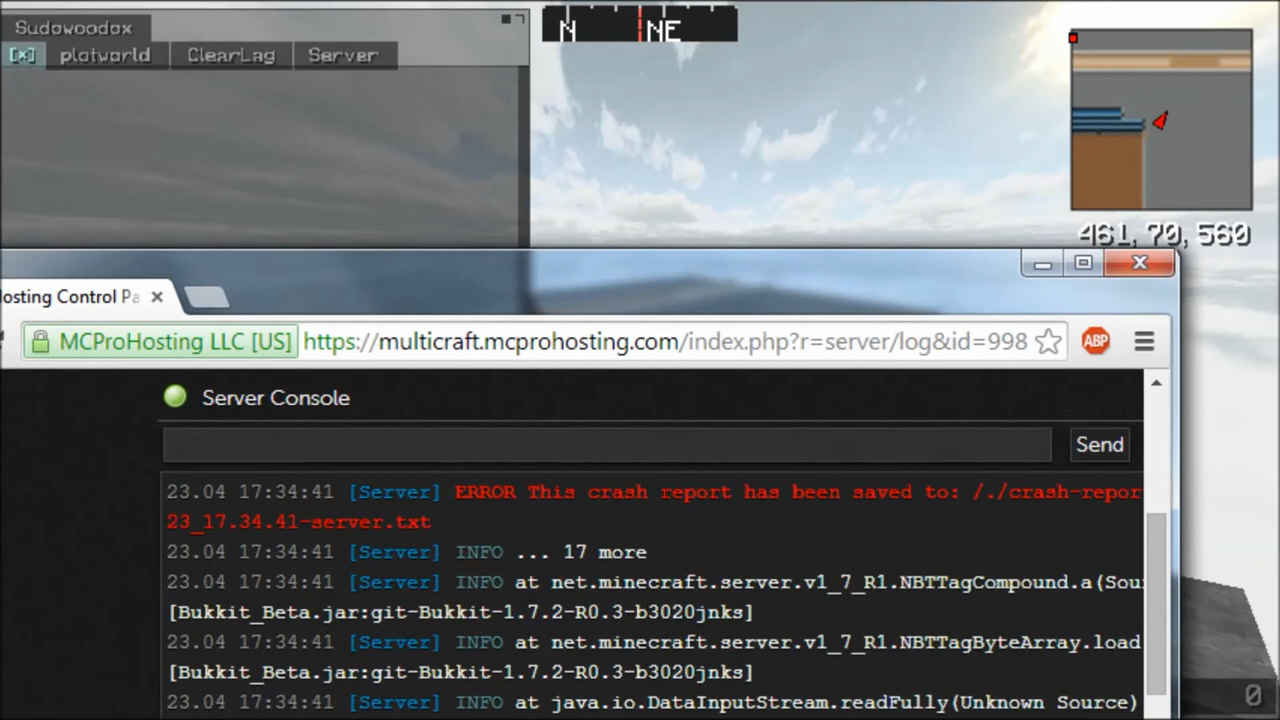 Sudowoodox
[x] plotworld ClearLag Server
N NE
461, 70, 560
osting Control Pa
MCProHosting LLC [US] https://multicraft.mcprohosting.com/index.php?r=server/log&id=998
ABP
Server Console
Send
23.04 17:34:41 [Server] ERROR This crash report has been saved to: /./crash-repor
23_17.34.41-server.txt
23.04 17:34:41 [Server] INFO ... 17 more
23.04 17:34:41 [Server] INFO at net.minecraft.server.v1_7_R1.NBTTagCompound.a(Sou
[Bukkit_Beta.jar:git-Bukkit-1.7.2-R0.3-b3020jnks]
23.04 17:34:41 [Server] INFO at net.minecraft.server.v1_7_R1.NBTTagByteArray.load
[Bukkit_Beta.jar:git-Bukkit-1.7.2-R0.3-b3020jnks]
23.04 17:34:41 [Server] INFO at java.io.DataInputStream.readFully(Unknown Source)
0